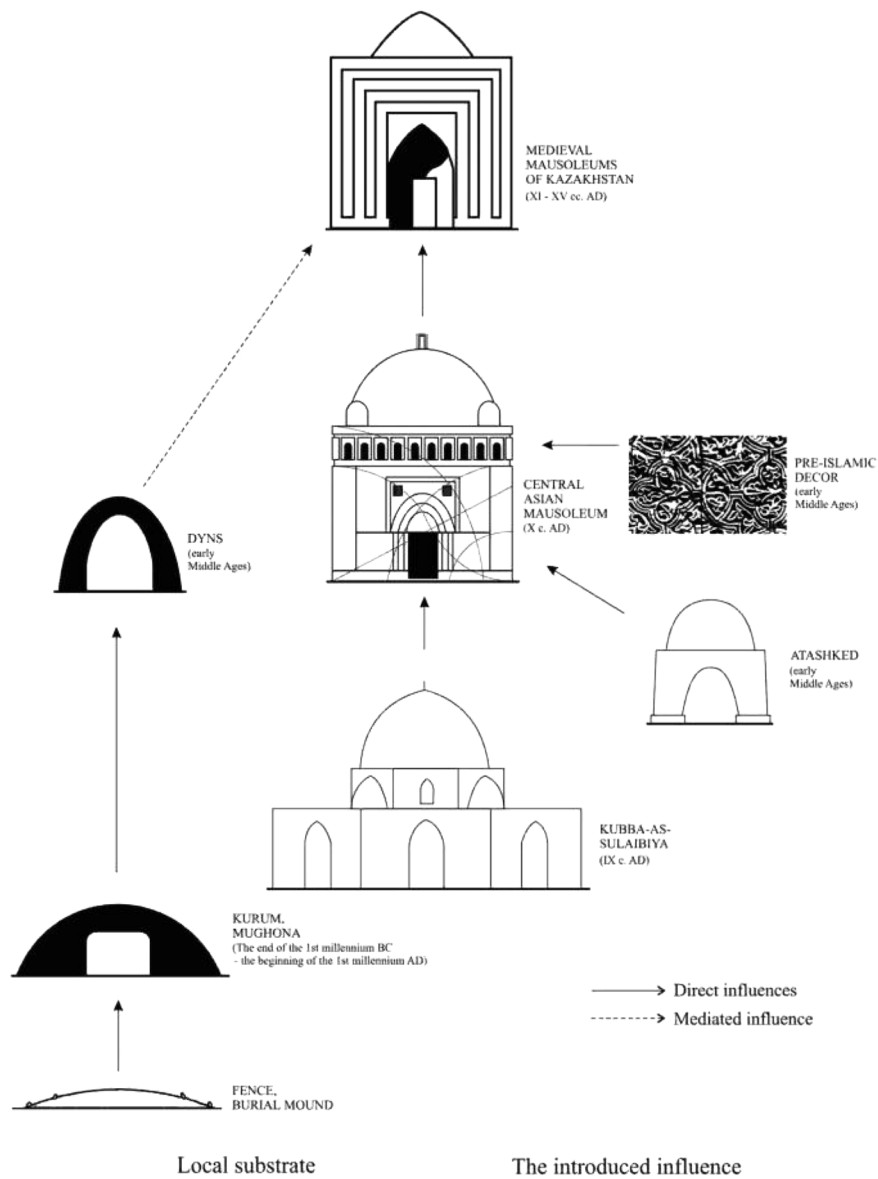 MEDIEVAL
MAUSOLEUMS
OF KAZAKHSTAN
(XI - XV cc. AD)
CENTRAL
ASIAN
MAUSOLEUM
(X c. AD)
PRE-ISLAMIC
DECOR
(early
Middle Ages)
DYNS
(early
Middle Ages)
ATASHKED
(early
Middle Ages)
KUBBA-AS-
SULAIBIYA
(IX c. AD)
KURUM,
MUGHONA
(The end of the 1st millennium BC
- the beginning of the 1st millennium AD)
Direct influences
Mediated influence
FENCE,
BURIAL MOUND
Local substrate
The introduced influence